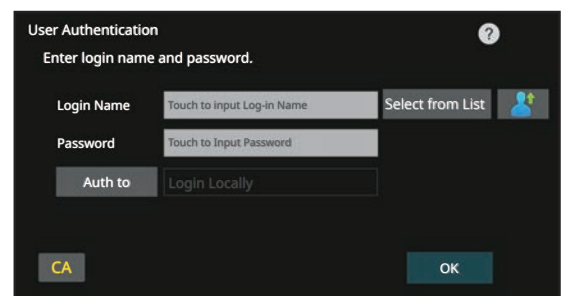 User Authentication
?
Enter login name and password.
Login Name
Touch to input Log-in Name
Select from List
Password
Touch to Input Password
Auth to
Login Locally
CA
OK